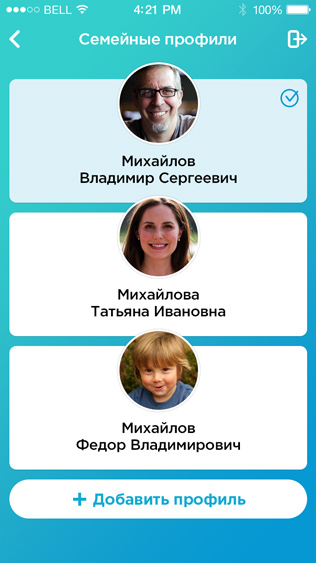 BELL 4:21 PM 100%
Семейные профили
Михайлов
Владимир Сергеевич
Михайлова
Татьяна Ивановна
Михайлов
Федор Владимирович
+ Добавить профиль